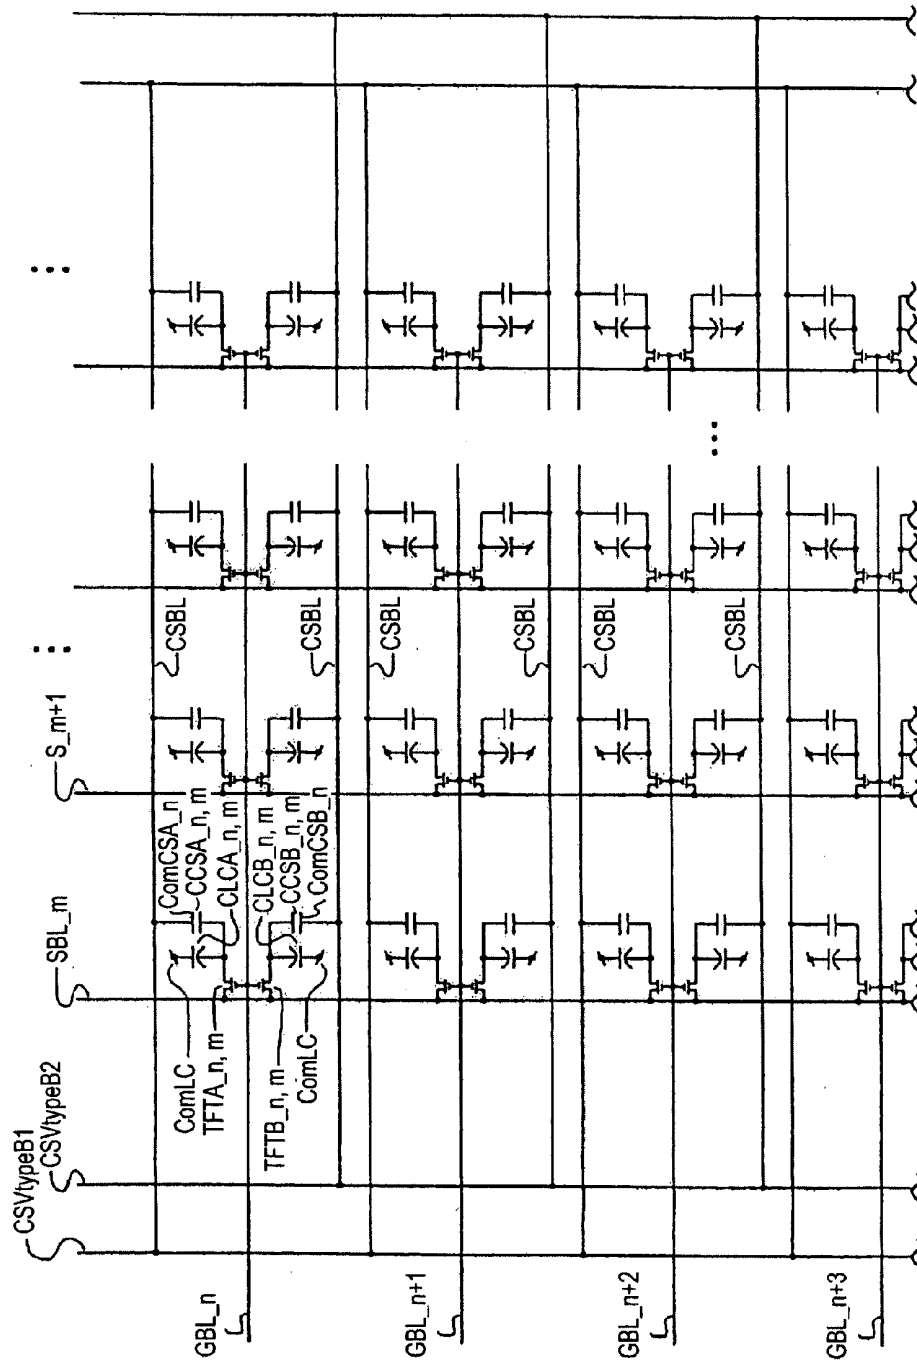 CSVtypeB1
CSVtypeB2
SBL_m
S_m+1
...
...
GBL_n
ComLC
TFTA_n, m
ComCSA_n
CCSA_n, m
CLCA_n, m
CSBL
TFTB_n, m
ComLC
CLCB_n, m
CCSB_n, m
ComCSB_n
CSBL
GBL_n+1
CSBL
CSBL
GBL_n+2
CSBL
CSBL
...
GBL_n+3